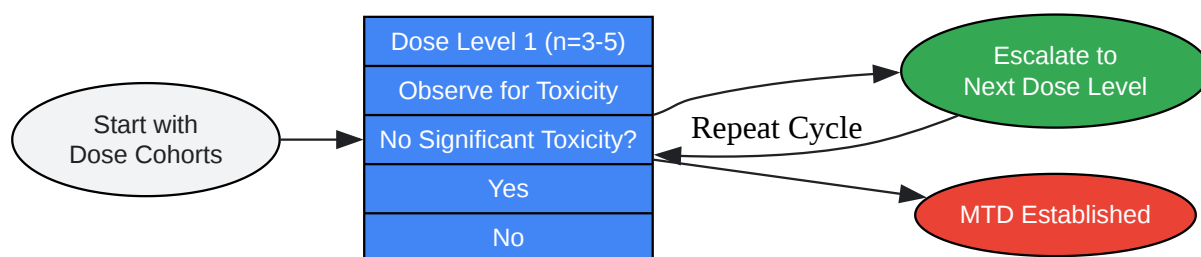 Start with
Dose Cohorts
Dose Level 1 (n=3-5)
Observe for Toxicity
No Significant Toxicity?
Yes
No
Repeat Cycle
Escalate to
Next Dose Level
MTD Established